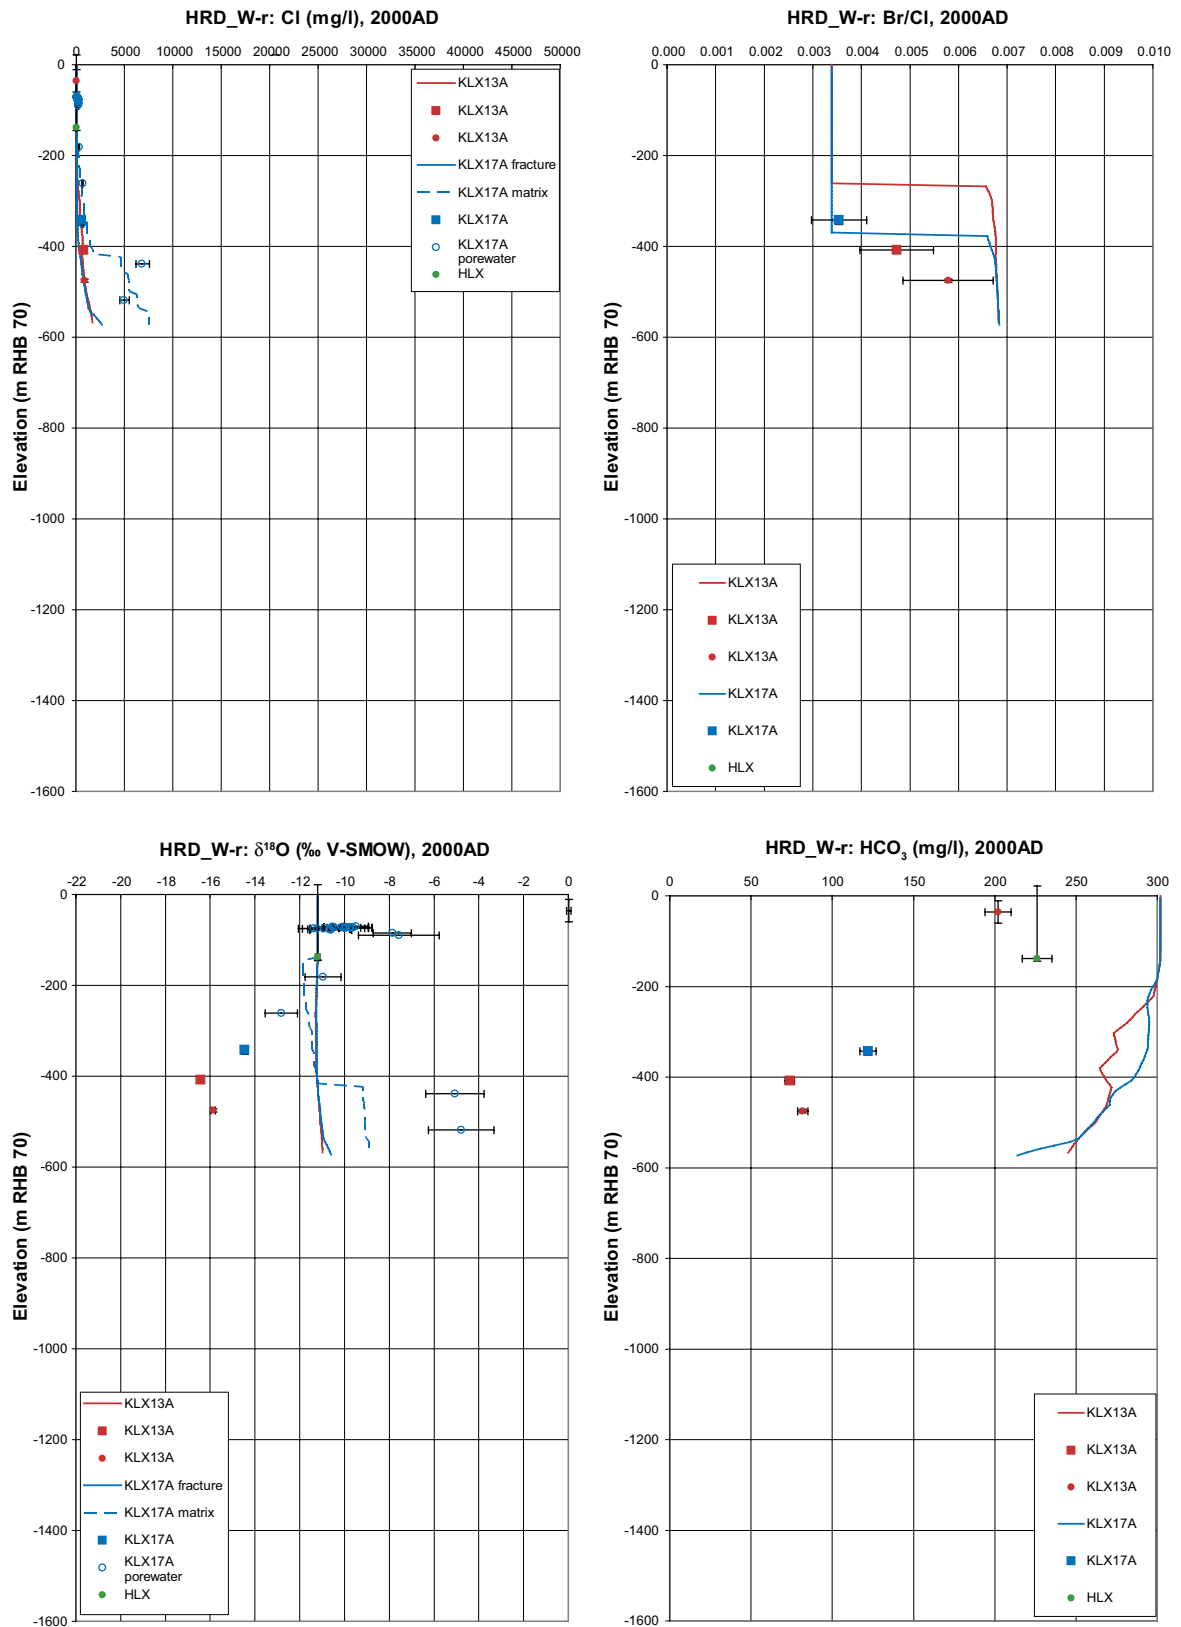 HRD_W-r: Cl (mg/l), 2000AD
0 5000 10000 15000 20000 25000 30000 35000 40000 45000 50000
0
-200
-400
-600
-800
-1000
-1200
-1400
-1600
Elevation (m RHB 70)
KLX13A
KLX13A
KLX13A
KLX17A fracture
KLX17A matrix
KLX17A
KLX17A
porewater
HLX
HRD_W-r: Br/Cl, 2000AD
0.000 0.001 0.002 0.003 0.004 0.005 0.006 0.007 0.008 0.009 0.010
0
-200
-400
-600
-800
-1000
-1200
-1400
-1600
Elevation (m RHB 70)
KLX13A
KLX13A
KLX13A
KLX17A
KLX17A
HLX
HRD_W-r: δ¹⁸O (‰ V-SMOW), 2000AD
-22 -20 -18 -16 -14 -12 -10 -8 -6 -4 -2 0
0
-200
-400
-600
-800
-1000
-1200
-1400
-1600
Elevation (m RHB 70)
KLX13A
KLX13A
KLX13A
KLX17A fracture
KLX17A matrix
KLX17A
KLX17A
porewater
HLX
HRD_W-r: HCO₃ (mg/l), 2000AD
0 50 100 150 200 250 300
0
-200
-400
-600
-800
-1000
-1200
-1400
-1600
Elevation (m RHB 70)
KLX13A
KLX13A
KLX13A
KLX17A
KLX17A
HLX